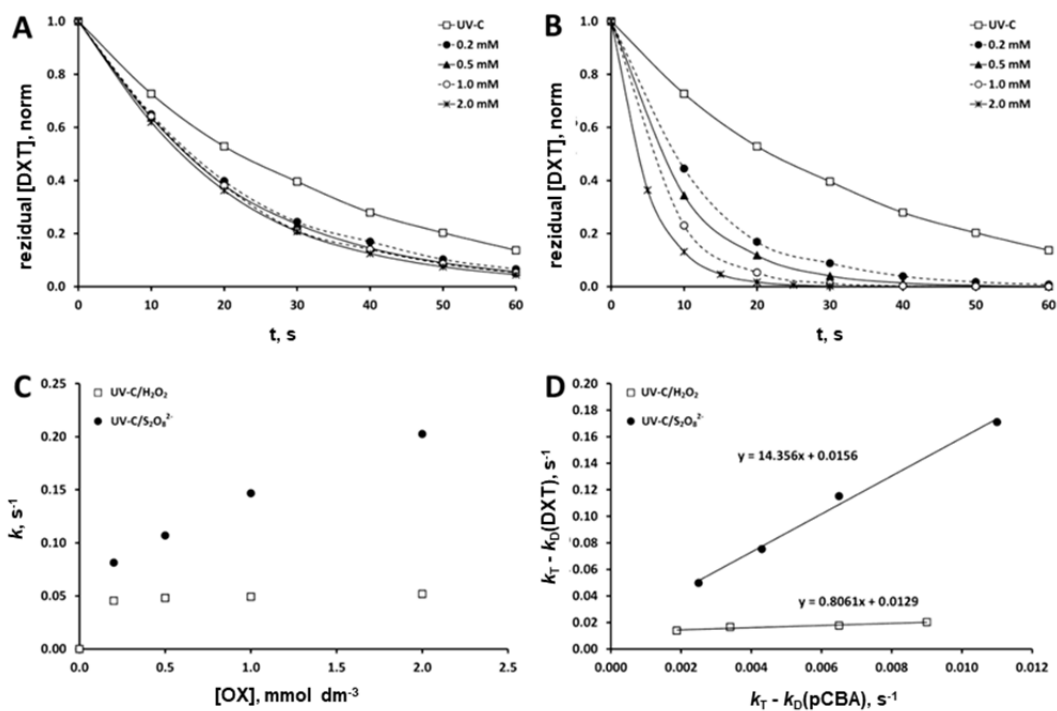 A
1.0
0.8
0.6
0.4
0.2
0.0
0 10 20 30 40 50 60
rezidual [DXT], norm
t, s
UV-C
0.2 mM
0.5 mM
1.0 mM
2.0 mM
B
1.0
0.8
0.6
0.4
0.2
0.0
0 10 20 30 40 50 60
rezidual [DXT], norm
t, s
UV-C
0.2 mM
0.5 mM
1.0 mM
2.0 mM
C
0.25
0.20
0.15
0.10
0.05
0.00
0.0 0.5 1.0 1.5 2.0 2.5
k, s⁻¹
[OX], mmol dm⁻³
UV-C/H₂O₂
UV-C/S₂O₈²⁻
D
0.20
0.18
0.16
0.14
0.12
0.10
0.08
0.06
0.04
0.02
0.00
0.000 0.002 0.004 0.006 0.008 0.010 0.012
k_T - k_D(DXT), s⁻¹
k_T - k_D(pCBA), s⁻¹
UV-C/H₂O₂
UV-C/S₂O₈²⁻
y = 14.356x + 0.0156
y = 0.8061x + 0.0129